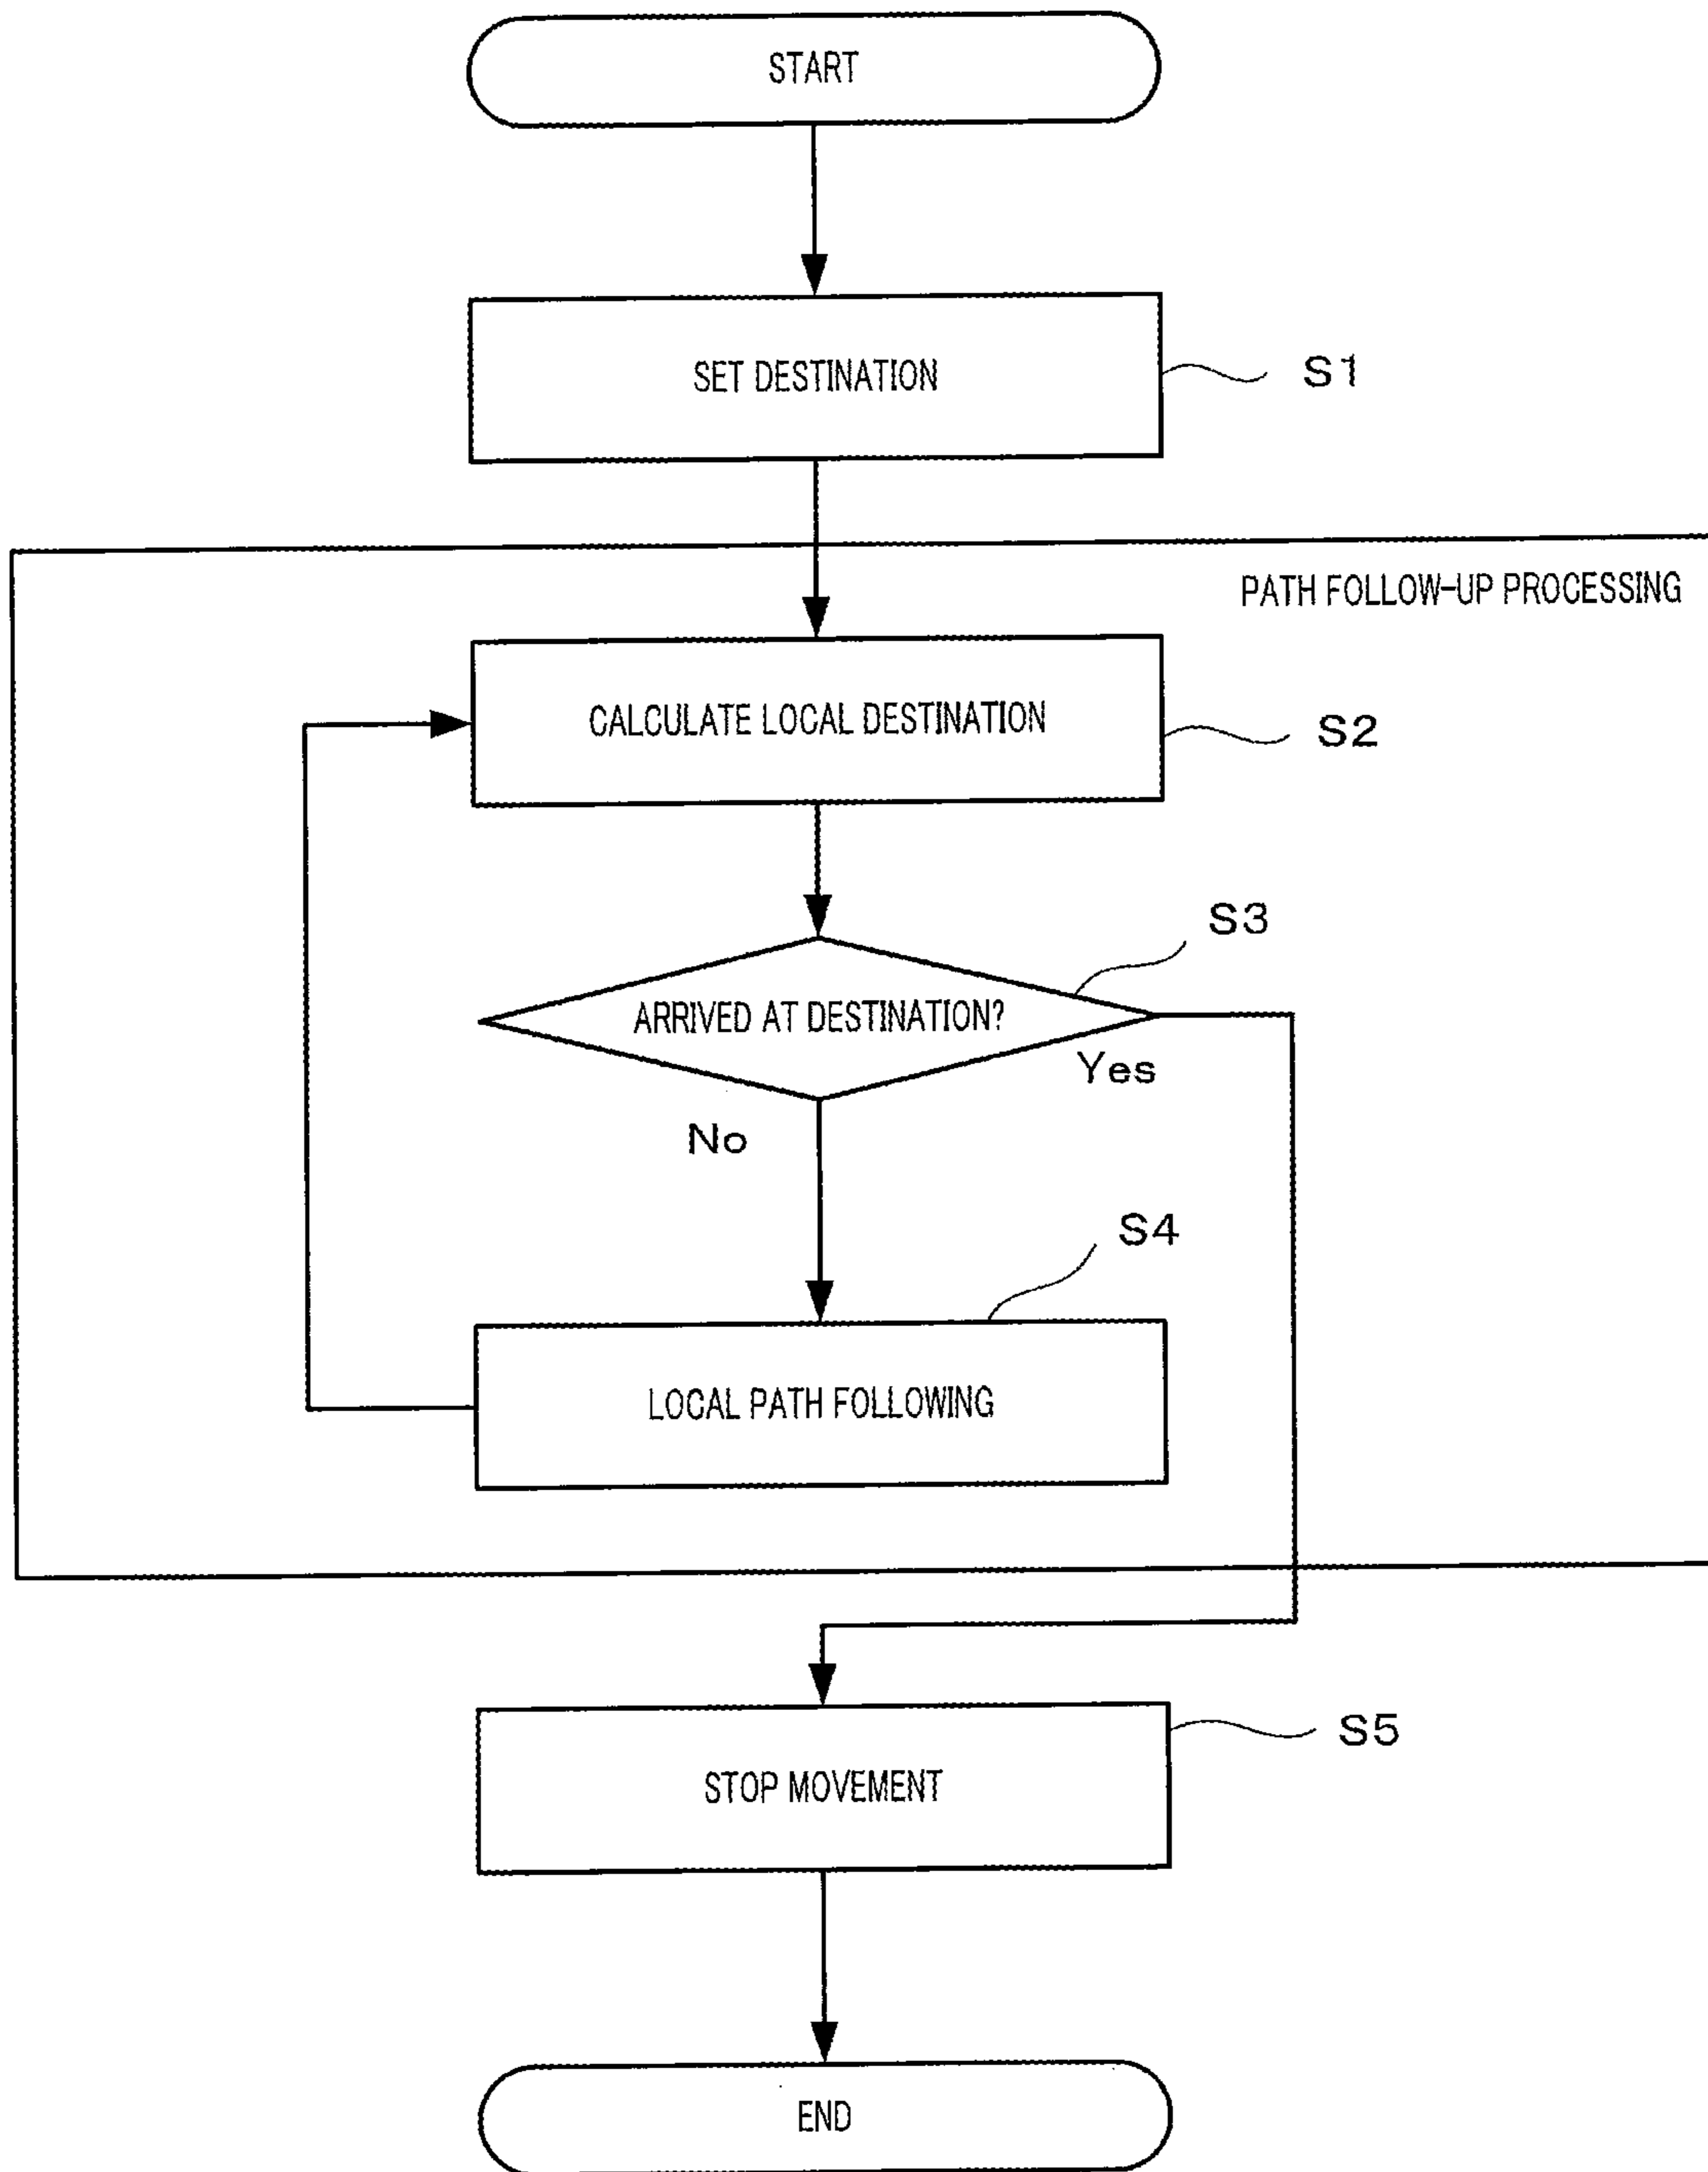 START
SET DESTINATION
S1
PATH FOLLOW-UP PROCESSING
CALCULATE LOCAL DESTINATION
S2
S3
ARRIVED AT DESTINATION?
Yes
No
S4
LOCAL PATH FOLLOWING
S5
STOP MOVEMENT
END